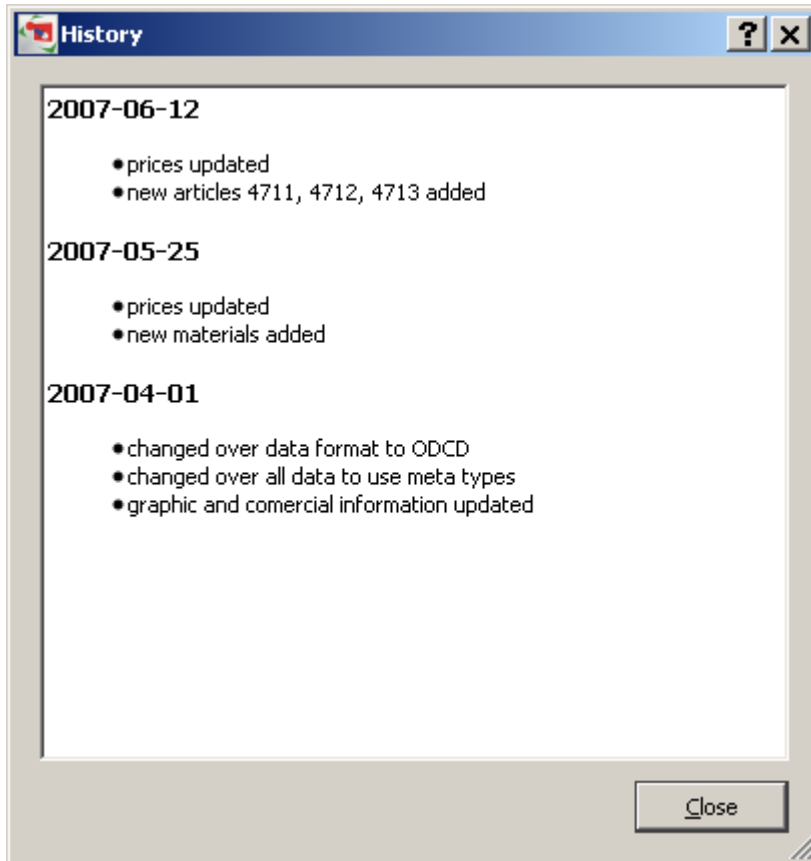 History
2007-06-12
•prices updated
•new articles 4711, 4712, 4713 added
2007-05-25
•prices updated
•new materials added
2007-04-01
•changed over data format to ODCD
•changed over all data to use meta types
•graphic and comercial information updated
Close